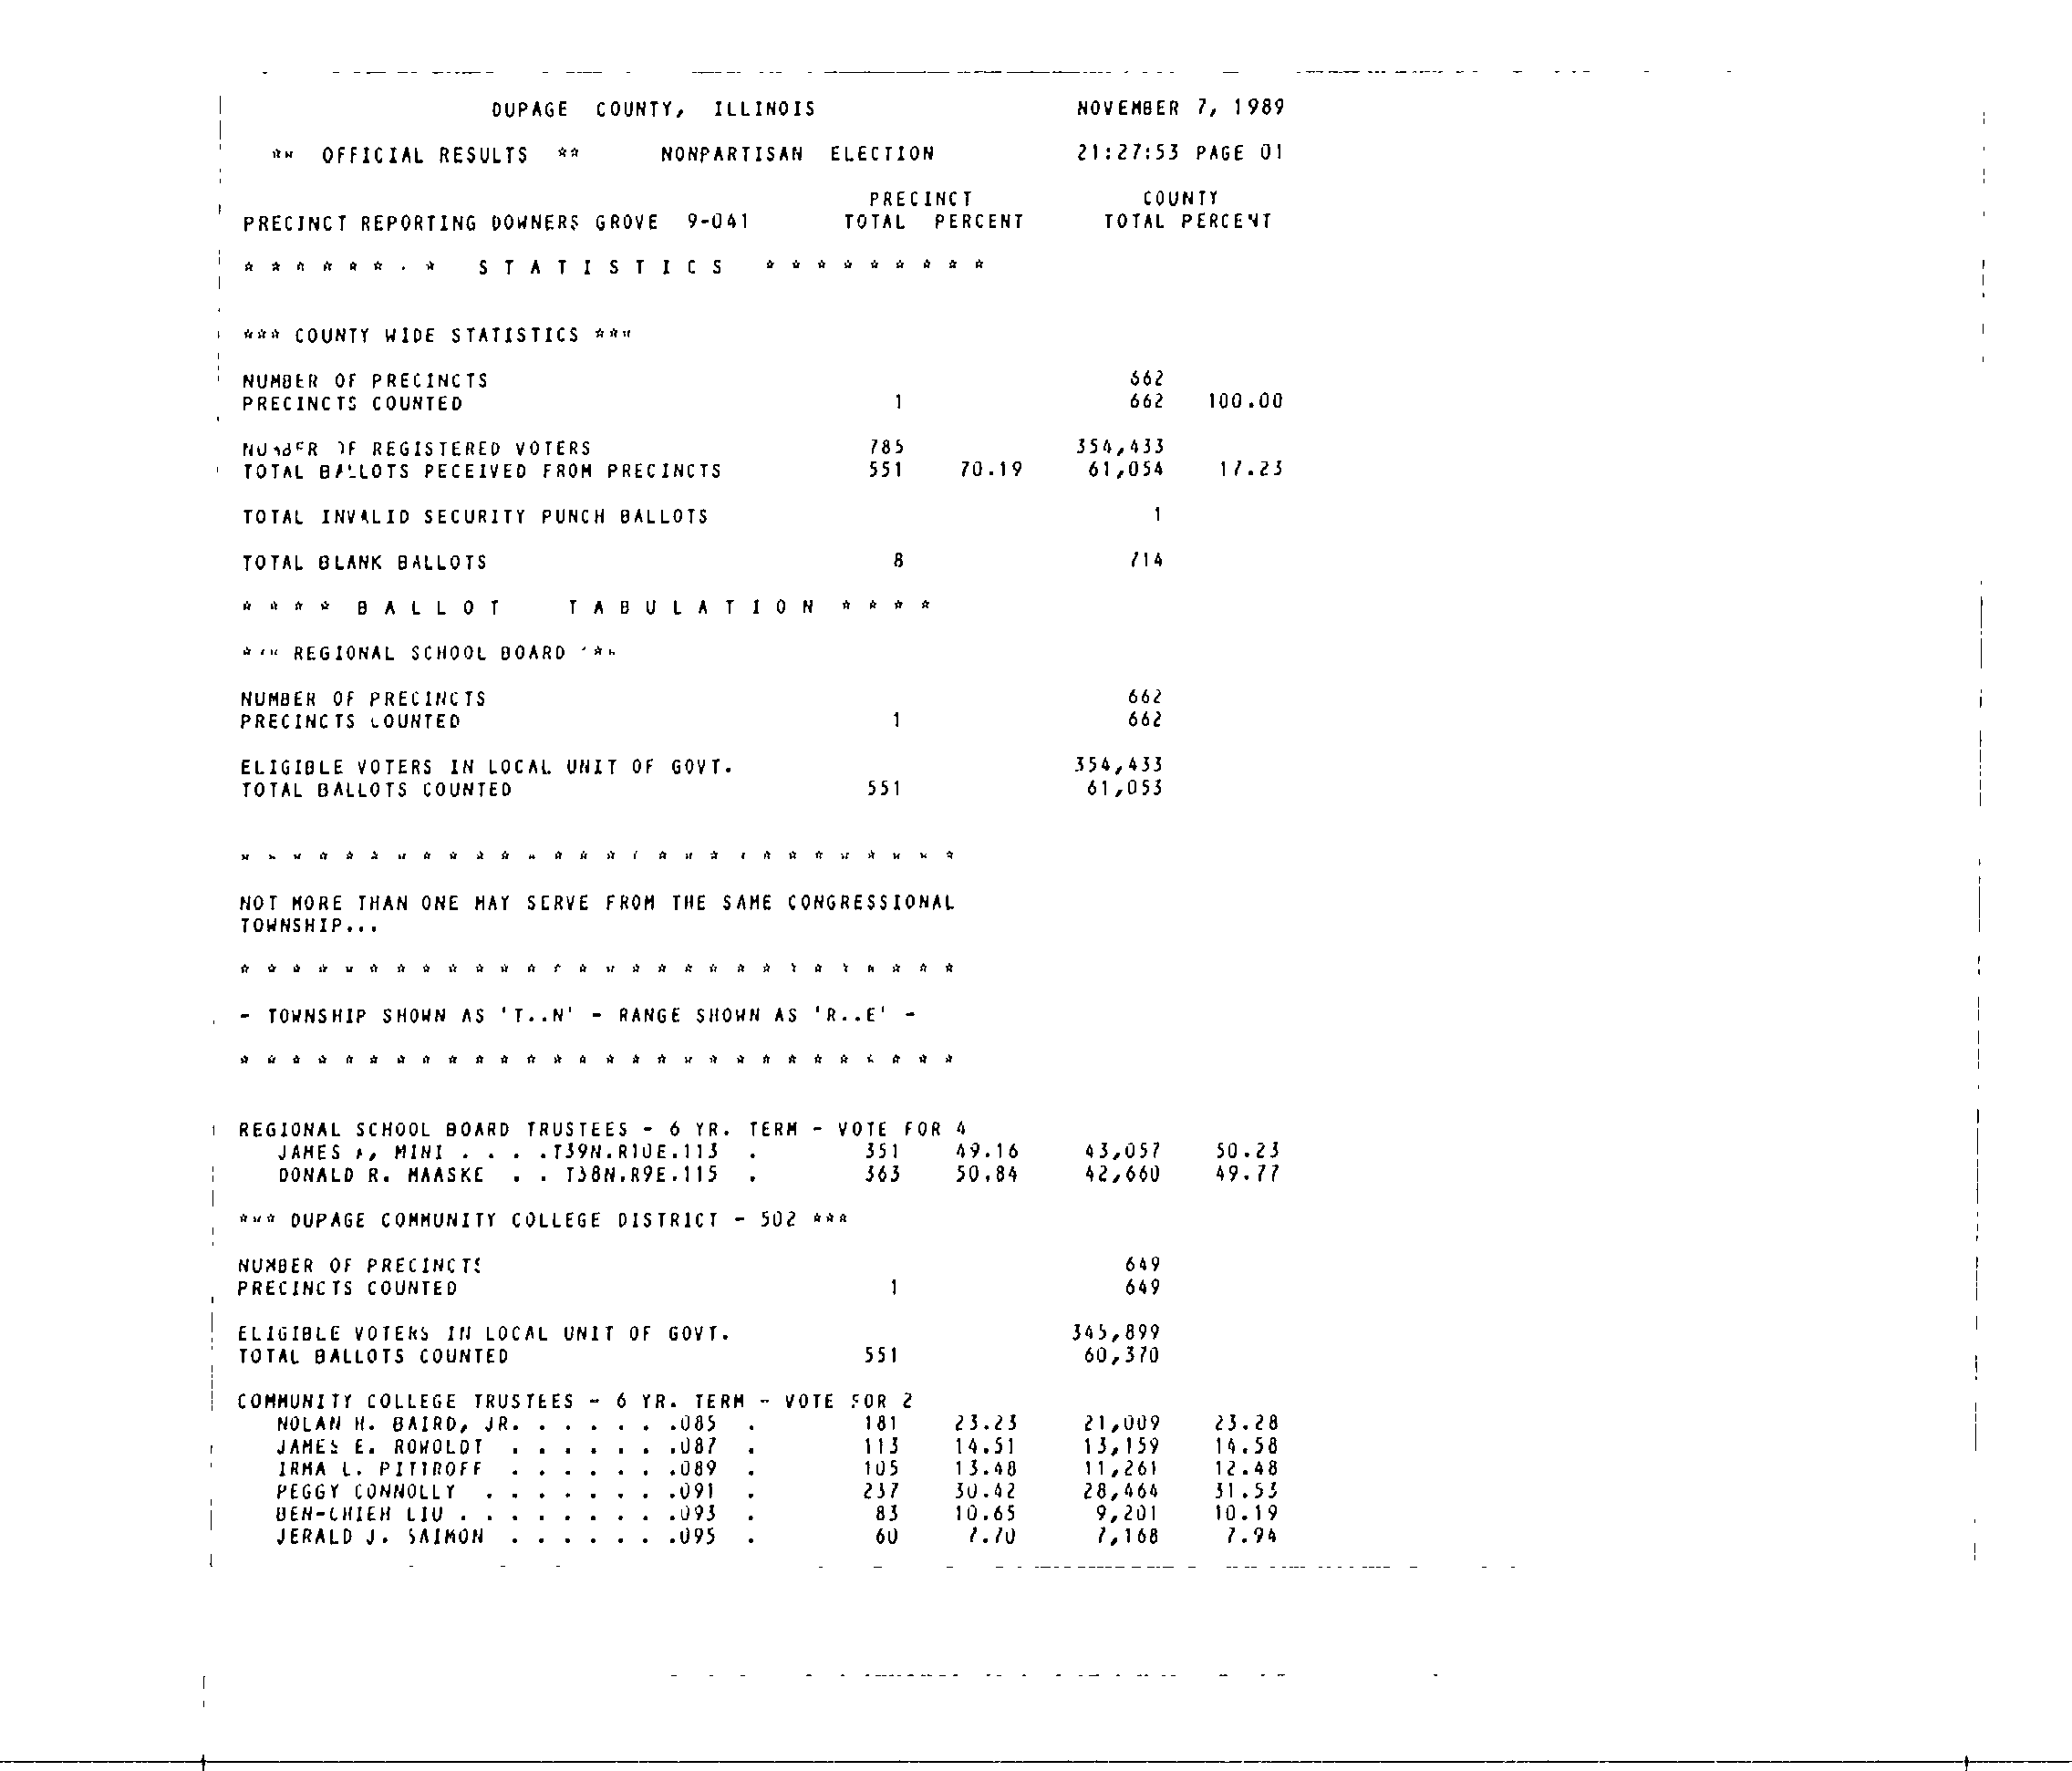 DUPAGE COUNTY, ILLINOIS NOVEMBER 7, 1989
** OFFICIAL RESULTS ** NONPARTISAN ELECTION 21:27:53 PAGE 01
PRECINCT COUNTY
PRECINCT REPORTING DOWNERS GROVE 9-041 TOTAL PERCENT TOTAL PERCENT
* * * * * * . * S T A T I S T I C S * * * * * * * * *
*** COUNTY WIDE STATISTICS ***
NUMBER OF PRECINCTS 662
PRECINCTS COUNTED 1 662 100.00
NUMBER OF REGISTERED VOTERS 785 354,433
TOTAL BALLOTS RECEIVED FROM PRECINCTS 551 70.19 61,054 17.23
TOTAL INVALID SECURITY PUNCH BALLOTS 1
TOTAL BLANK BALLOTS 8 714
* * * * B A L L O T T A B U L A T I O N * * * *
*** REGIONAL SCHOOL BOARD ***
NUMBER OF PRECINCTS 662
PRECINCTS COUNTED 1 662
ELIGIBLE VOTERS IN LOCAL UNIT OF GOVT. 354,433
TOTAL BALLOTS COUNTED 551 61,053
* * * * * * * * * * * * * * * * * * * * * * * * * * * *
NOT MORE THAN ONE MAY SERVE FROM THE SAME CONGRESSIONAL
TOWNSHIP...
* * * * * * * * * * * * * * * * * * * * * * * * * * * *
- TOWNSHIP SHOWN AS 'T..N' - RANGE SHOWN AS 'R..E' -
* * * * * * * * * * * * * * * * * * * * * * * * * * * *
REGIONAL SCHOOL BOARD TRUSTEES - 6 YR. TERM - VOTE FOR 4
JAMES MINI . . . .T39N.R10E.113 . 351 49.16 43,057 50.23
DONALD R. MAASKE . . T38N.R9E.115 . 363 50.84 42,660 49.77
*** DUPAGE COMMUNITY COLLEGE DISTRICT - 502 ***
NUMBER OF PRECINCTS 649
PRECINCTS COUNTED 1 649
ELIGIBLE VOTERS IN LOCAL UNIT OF GOVT. 345,899
TOTAL BALLOTS COUNTED 551 60,370
COMMUNITY COLLEGE TRUSTEES - 6 YR. TERM - VOTE FOR 2
NOLAN H. BAIRD, JR. . . . . . .085 . 181 23.23 21,009 23.28
JAMES E. ROWOLDT . . . . . . .087 . 113 14.51 13,159 14.58
IRMA L. PITTROFF . . . . . . .089 . 105 13.48 11,261 12.48
PEGGY CONNOLLY . . . . . . . .091 . 237 30.42 28,464 31.53
BEN-CHIEH LIU . . . . . . . . .093 . 83 10.65 9,201 10.19
JERALD J. SAIMON . . . . . . .095 . 60 7.70 7,168 7.94